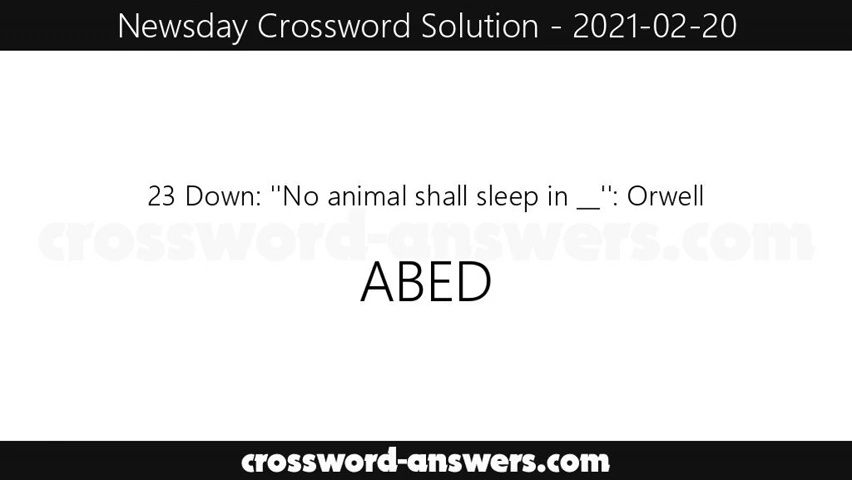 Newsday Crossword Solution - 2021-02-20
23 Down: ''No animal shall sleep in __'': Orwell
crossword-answers.com
ABED
crossword-answers.com